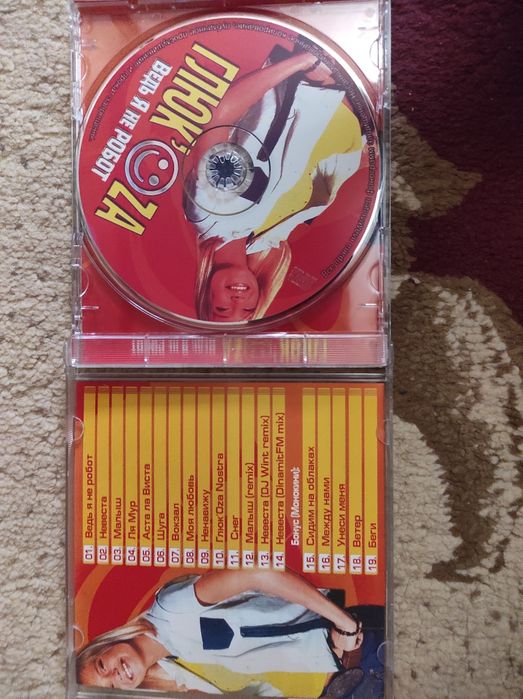 ГЛЮК'
OZA
ВЕДЬ Я НЕ РОБОТ
01. Ведь я не робот
02. Невеста
03. Малыш
04. Ля Мур
05. Аста ла Виста
06. Шуга
07. Вокзал
08. Моя любовь
09. Ненавижу
10. Глюк'Oza Nostra
11. Снег
12. Малыш (remix)
13. Невеста (DJ Wint remix)
14. Невеста (DInamitFM mix)
Бонус (Монокини):
15. Сидим на облаках
16. Между нами
17. Унеси меня
18. Ветер
19. Беги